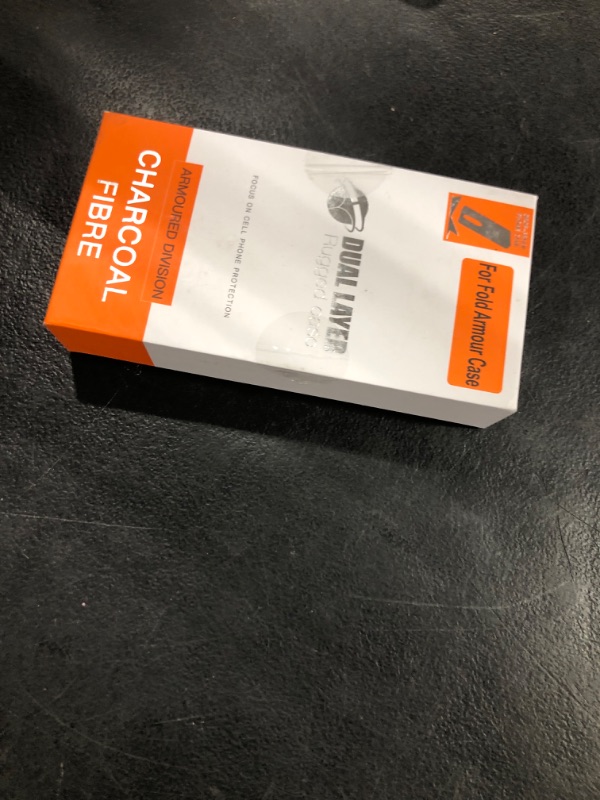 For Fold Armour Case
DUAL LAYER
Rugged case
FOCUS ON CELL PHONE PROTECTION
ARMOURED DIVISION
CHARCOAL
FIBRE